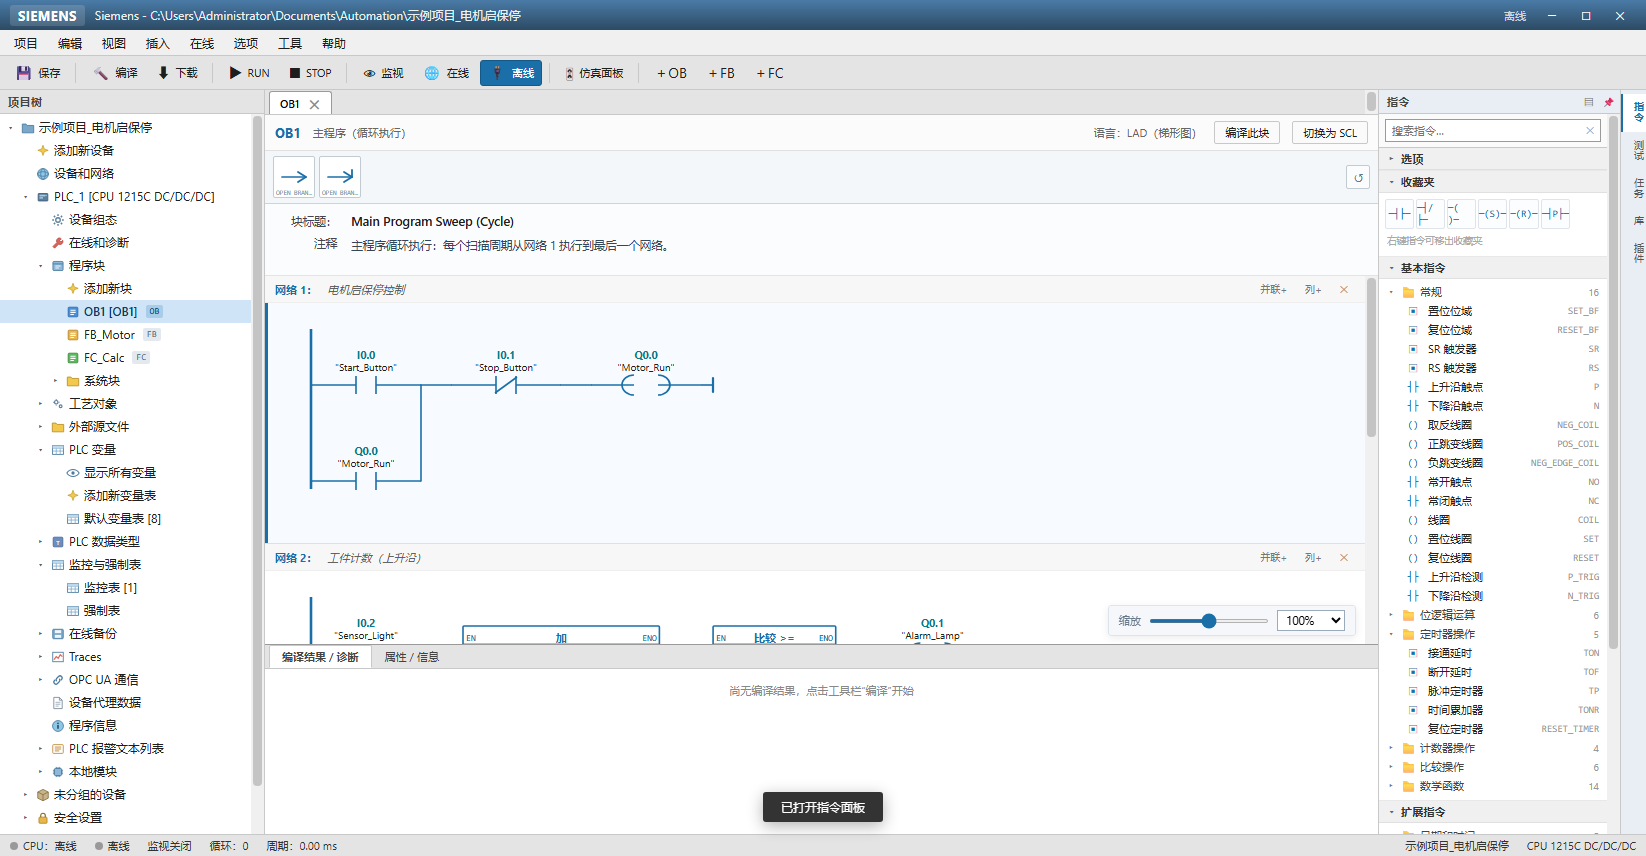 SIEMENS Siemens - C:\Users\Administrator\Documents\Automation\示例项目_电机启保停 离线
项目 编辑 视图 插入 在线 选项 工具 帮助
保存 编译 下载 RUN STOP 监视 在线 离线 仿真面板 +OB +FB +FC
项目树
示例项目_电机启保停
添加新设备
设备和网络
PLC_1 [CPU 1215C DC/DC/DC]
设备组态
在线和诊断
程序块
添加新块
OB1 [OB1] OB
FB_Motor FB
FC_Calc FC
系统块
工艺对象
外部源文件
PLC 变量
显示所有变量
添加新变量表
默认变量表 [8]
PLC 数据类型
监控与强制表
监控表 [1]
强制表
在线备份
Traces
OPC UA 通信
设备代理数据
程序信息
PLC 报警文本列表
本地模块
未分组的设备
安全设置
OB1
OB1 主程序（循环执行） 语言：LAD（梯形图） 编译此块 切换为 SCL
OPEN BRAN… OPEN BRAN…
块标题： Main Program Sweep (Cycle)
注释 主程序循环执行：每个扫描周期从网络 1 执行到最后一个网络。
网络 1： 电机启保停控制 并联+ 列+
I0.0 I0.1 Q0.0
"Start_Button" "Stop_Button" "Motor_Run"
Q0.0
"Motor_Run"
网络 2： 工件计数（上升沿） 并联+ 列+
I0.2 Q0.1
"Sensor_Light" EN 加 ENO EN 比较 >= ENO "Alarm_Lamp"
缩放 100%
编译结果 / 诊断 属性 / 信息
尚无编译结果，点击工具栏“编译”开始
已打开指令面板
指令
搜索指令...
选项
收藏夹
右键指令可移出收藏夹
基本指令
常规 16
置位位域 SET_BF
复位位域 RESET_BF
SR 触发器 SR
RS 触发器 RS
上升沿触点 P
下降沿触点 N
取反线圈 NEG_COIL
正跳变线圈 POS_COIL
负跳变线圈 NEG_EDGE_COIL
常开触点 NO
常闭触点 NC
线圈 COIL
置位线圈 SET
复位线圈 RESET
上升沿检测 P_TRIG
下降沿检测 N_TRIG
位逻辑运算 6
定时器操作 5
接通延时 TON
断开延时 TOF
脉冲定时器 TP
时间累加器 TONR
复位定时器 RESET_TIMER
计数器操作 4
比较操作 6
数学函数 14
扩展指令
指令
测试
任务
库
插件
CPU：离线 离线 监视关闭 循环：0 周期：0.00 ms 示例项目_电机启保停 CPU 1215C DC/DC/DC